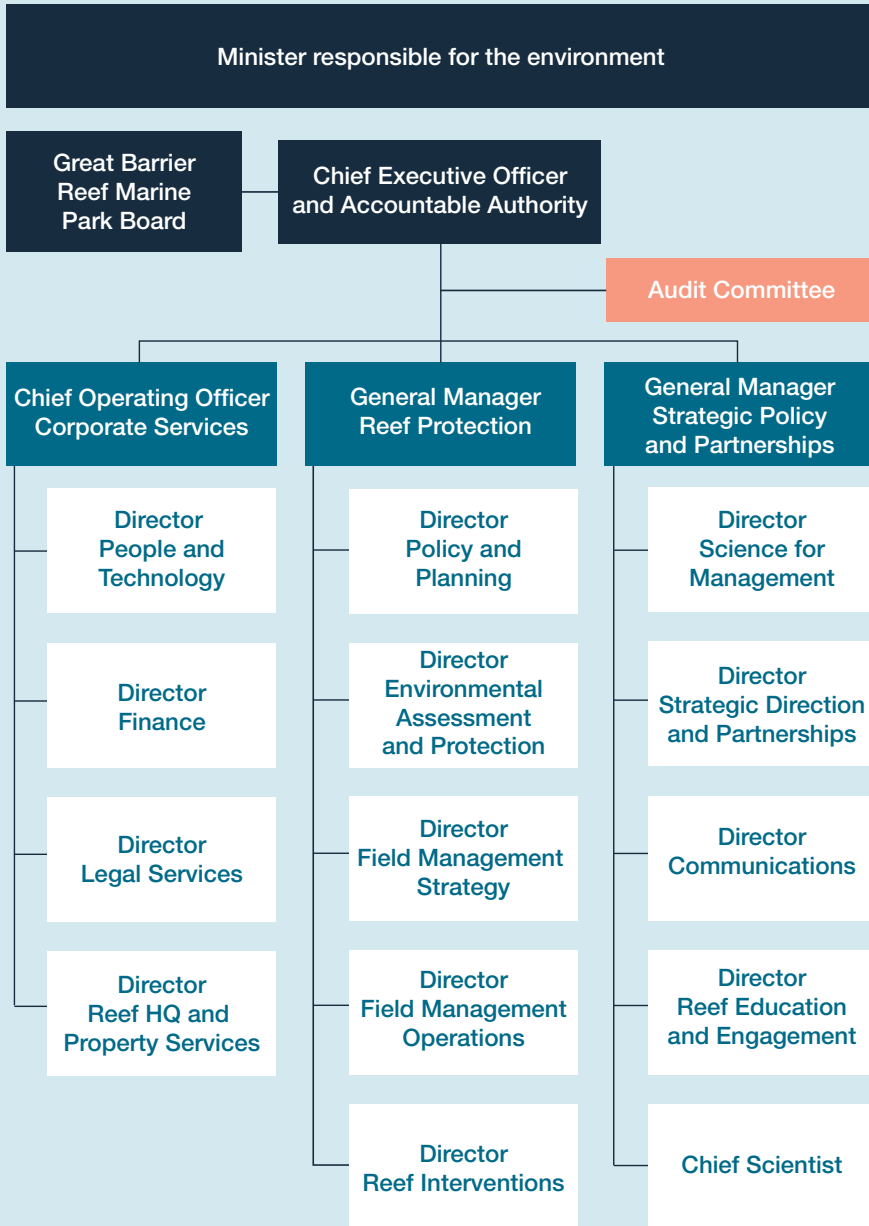 Minister responsible for the environment
Great Barrier
Reef Marine
Park Board
Chief Executive Officer
and Accountable Authority
Audit Committee
Chief Operating Officer
Corporate Services
General Manager
Reef Protection
General Manager
Strategic Policy
and Partnerships
Director
People and
Technology
Director
Finance
Director
Legal Services
Director
Reef HQ and
Property Services
Director
Policy and
Planning
Director
Environmental
Assessment
and Protection
Director
Field Management
Strategy
Director
Field Management
Operations
Director
Reef Interventions
Director
Science for
Management
Director
Strategic Direction
and Partnerships
Director
Communications
Director
Reef Education
and Engagement
Chief Scientist